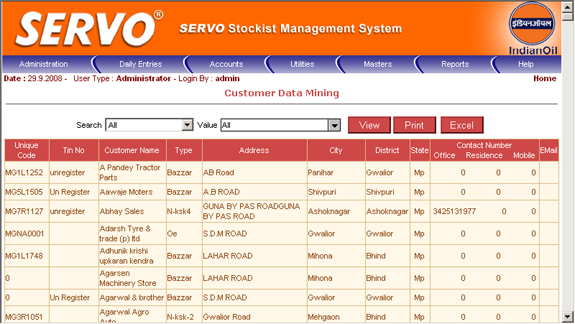 SERVO®
SERVO Stockist Management System
इंडियनऑयल
IndianOil
Administration Daily Entries Accounts Utilities Masters Reports Help
Date : 29.9.2008 - User Type : Administrator - Login By : admin Home
Customer Data Mining
Search All Value All View Print Excel
Unique Code Tin No Customer Name Type Address City District State Contact Number EMail
Office Residence Mobile
MG1L1252 unregister A Pandey Tractor Parts Bazzar AB Road Panihar Gwalior Mp 0 0 0
MG5L1505 Un Register Aawaje Moters Bazzar A.B ROAD Shivpuri Shivpuri Mp 0 0 0
MG7R1127 unregister Abhay Sales N-ksk4 GUNA BY PAS ROADGUNA BY PAS ROAD Ashoknagar Ashoknagar Mp 3425131977 0 0
MGNA0001 Adarsh Tyre & trade (p) ltd Oe S.D.M ROAD Gwalior Gwalior Mp 0 0 0
MG1L1748 Adhunik krishi upkaran kendra Bazzar LAHAR ROAD Mihona Bhind Mp 0 0 0
0 Agarsen Machinery Store Bazzar LAHAR ROAD Mihona Bhind Mp 0 0 0
0 Un Register Agarwal & brother Bazzar S.D.M ROAD Gwalior Gwalior Mp 0 0 0
MG3R1051 Agarwal Agro Auto N-ksk-2 Gwalior Road Mehgaon Bhind Mp 0 0 0